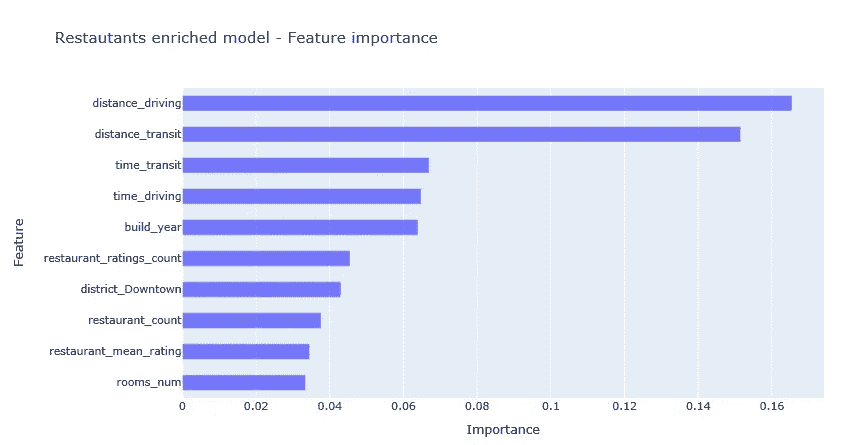 Restautants enriched model - Feature importance
distance_driving
distance_transit
time_transit
time_driving
build_year
restaurant_ratings_count
district_Downtown
restaurant_count
restaurant_mean_rating
rooms_num
Feature
0 0.02 0.04 0.06 0.08 0.1 0.12 0.14 0.16
Importance